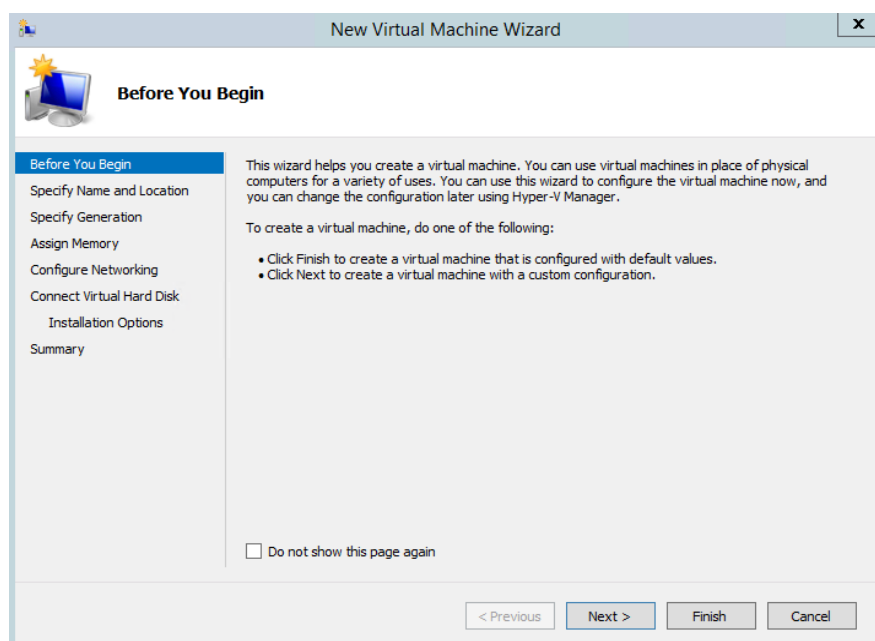 New Virtual Machine Wizard
x
Before You Begin
Before You Begin
Specify Name and Location
Specify Generation
Assign Memory
Configure Networking
Connect Virtual Hard Disk
Installation Options
Summary
This wizard helps you create a virtual machine. You can use virtual machines in place of physical
computers for a variety of uses. You can use this wizard to configure the virtual machine now, and
you can change the configuration later using Hyper-V Manager.
To create a virtual machine, do one of the following:
• Click Finish to create a virtual machine that is configured with default values.
• Click Next to create a virtual machine with a custom configuration.
Do not show this page again
< Previous
Next >
Finish
Cancel